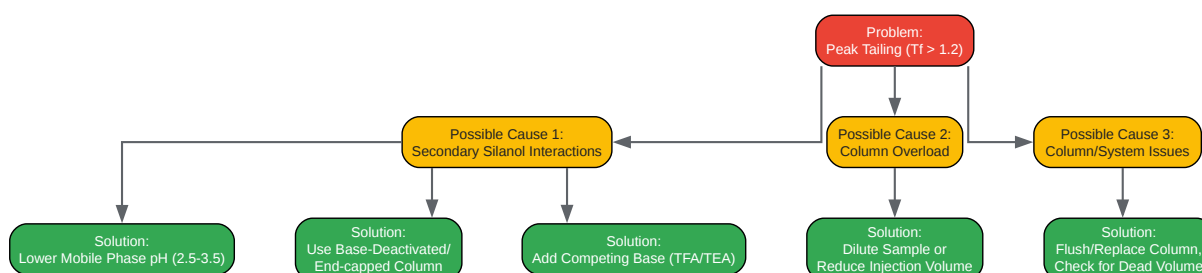 Problem:
Peak Tailing (Tf > 1.2)
Possible Cause 1:
Secondary Silanol Interactions
Possible Cause 2:
Column Overload
Possible Cause 3:
Column/System Issues
Solution:
Lower Mobile Phase pH (2.5-3.5)
Solution:
Use Base-Deactivated/
End-capped Column
Solution:
Add Competing Base (TFA/TEA)
Solution:
Dilute Sample or
Reduce Injection Volume
Solution:
Flush/Replace Column,
Check for Dead Volume